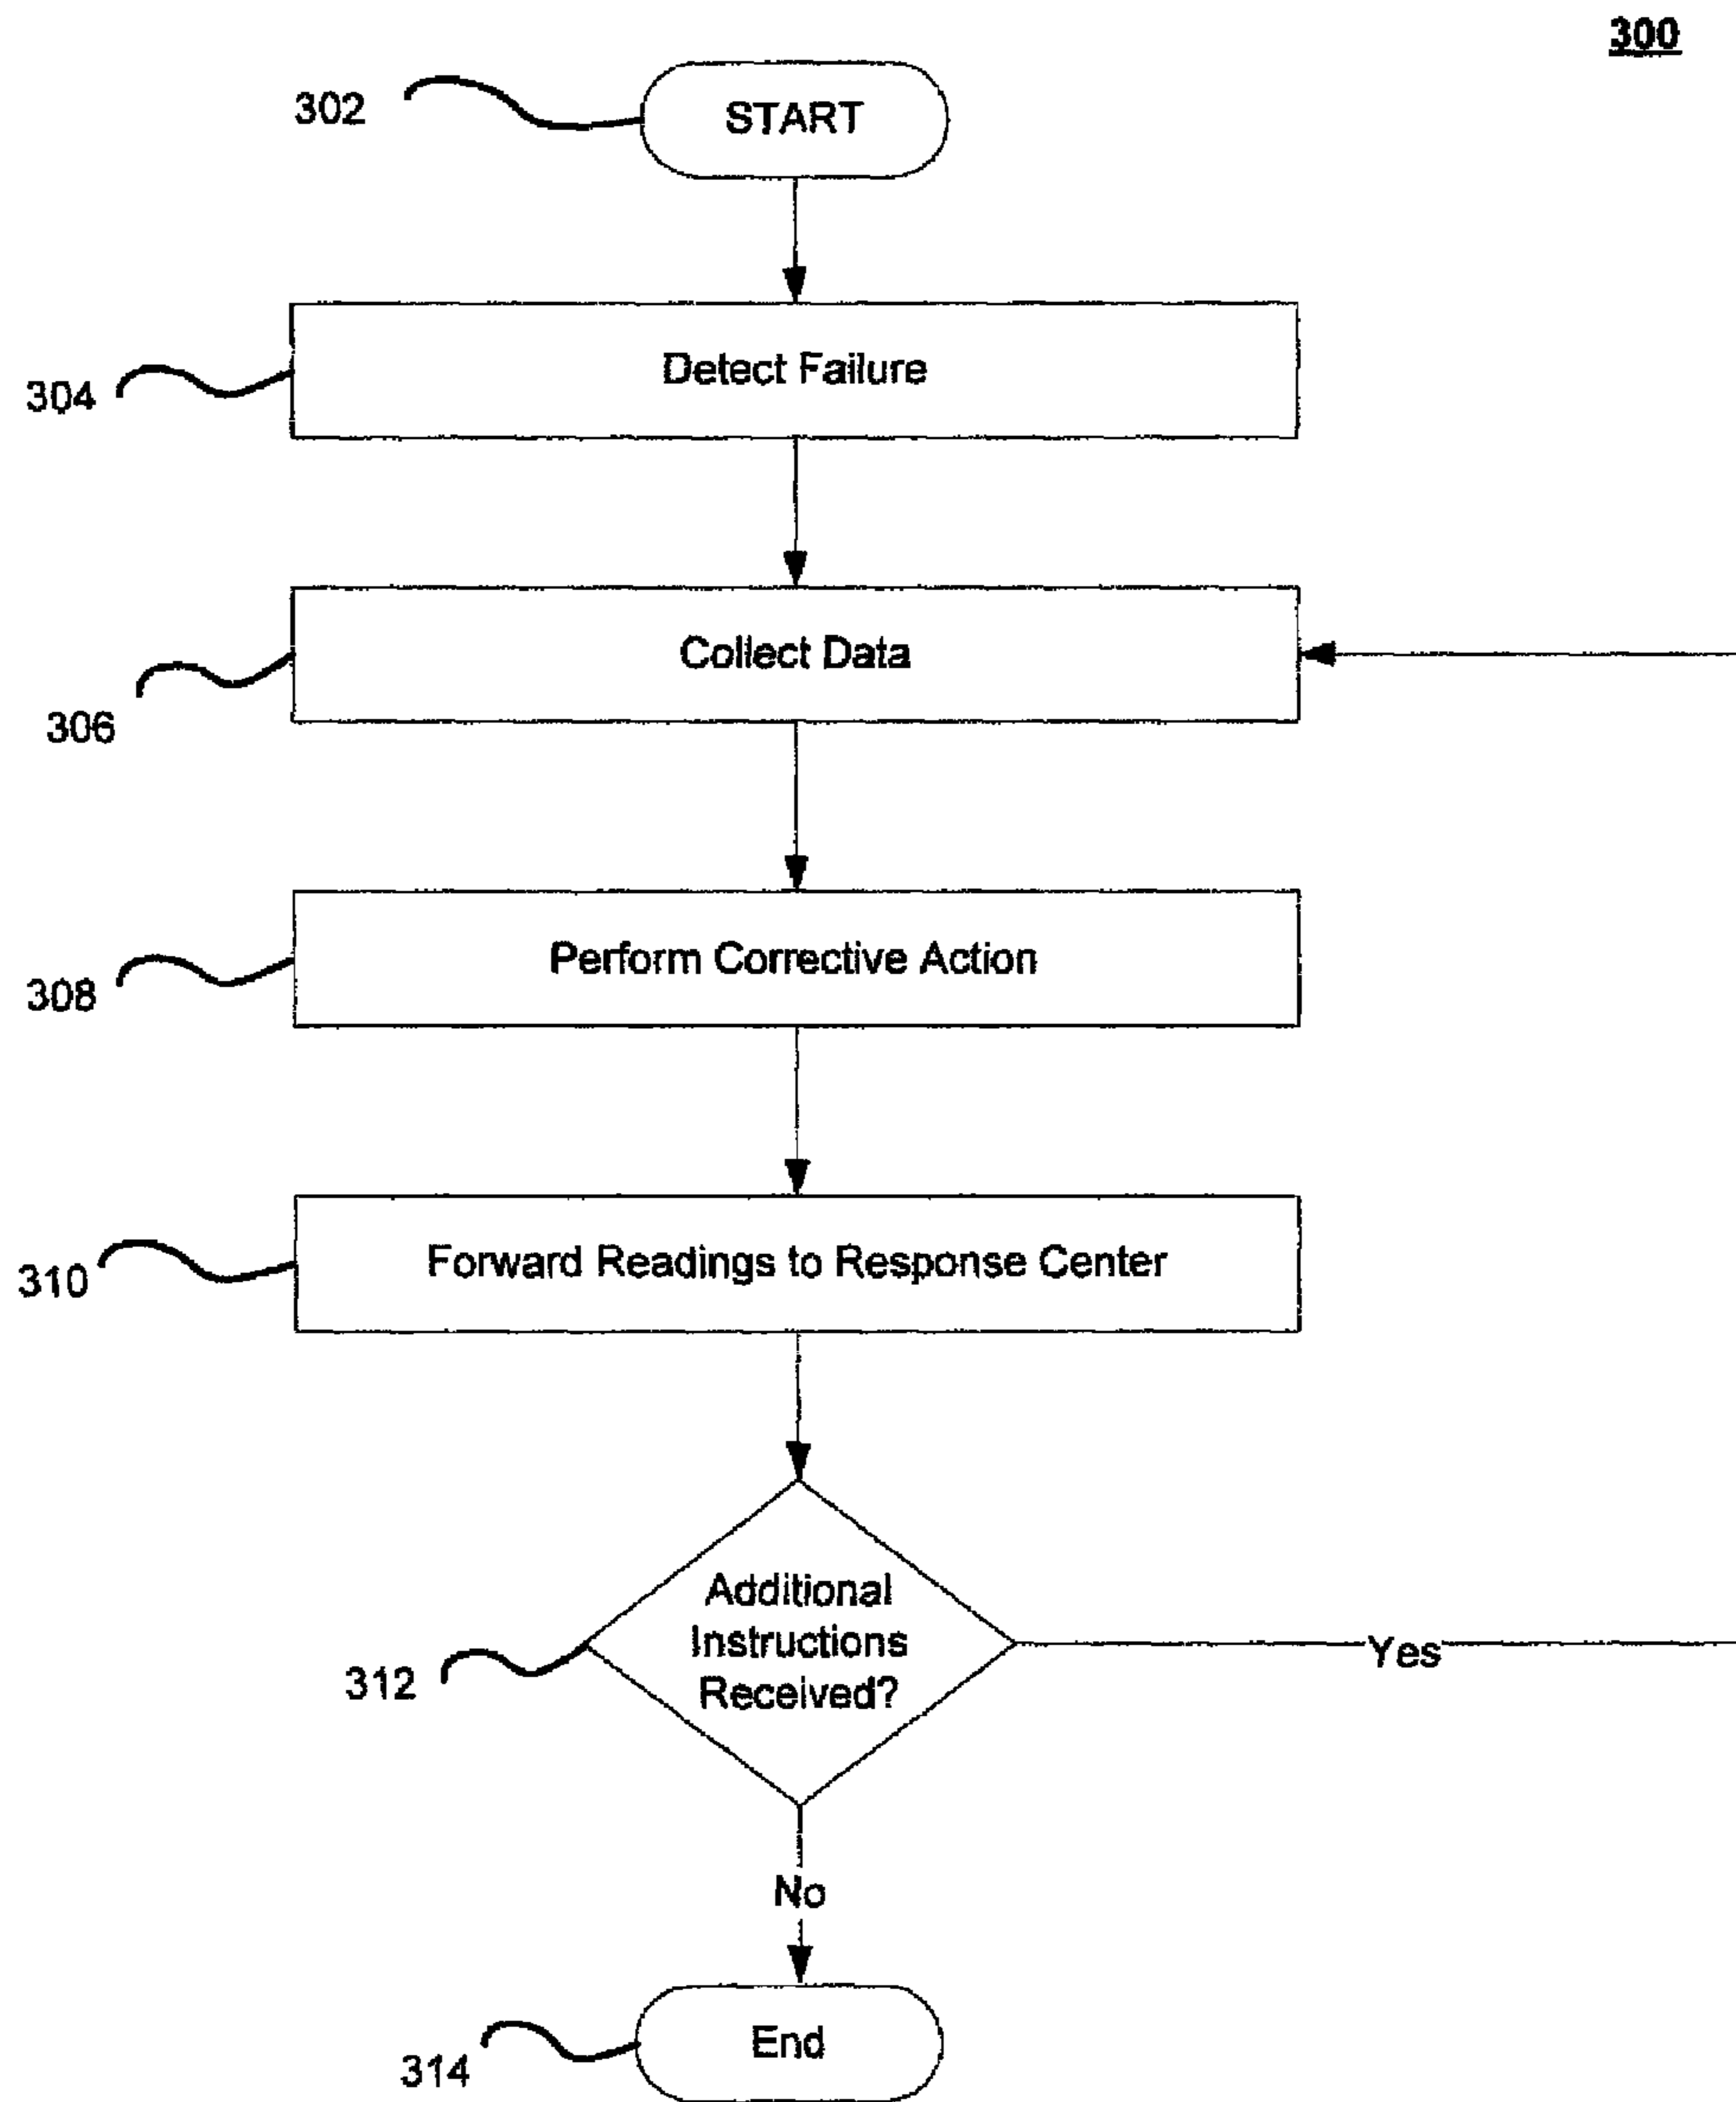 300
302
START
304
Detect Failure
306
Collect Data
308
Perform Corrective Action
310
Forward Readings to Response Center
312
Additional
Instructions
Received?
Yes
No
314
End